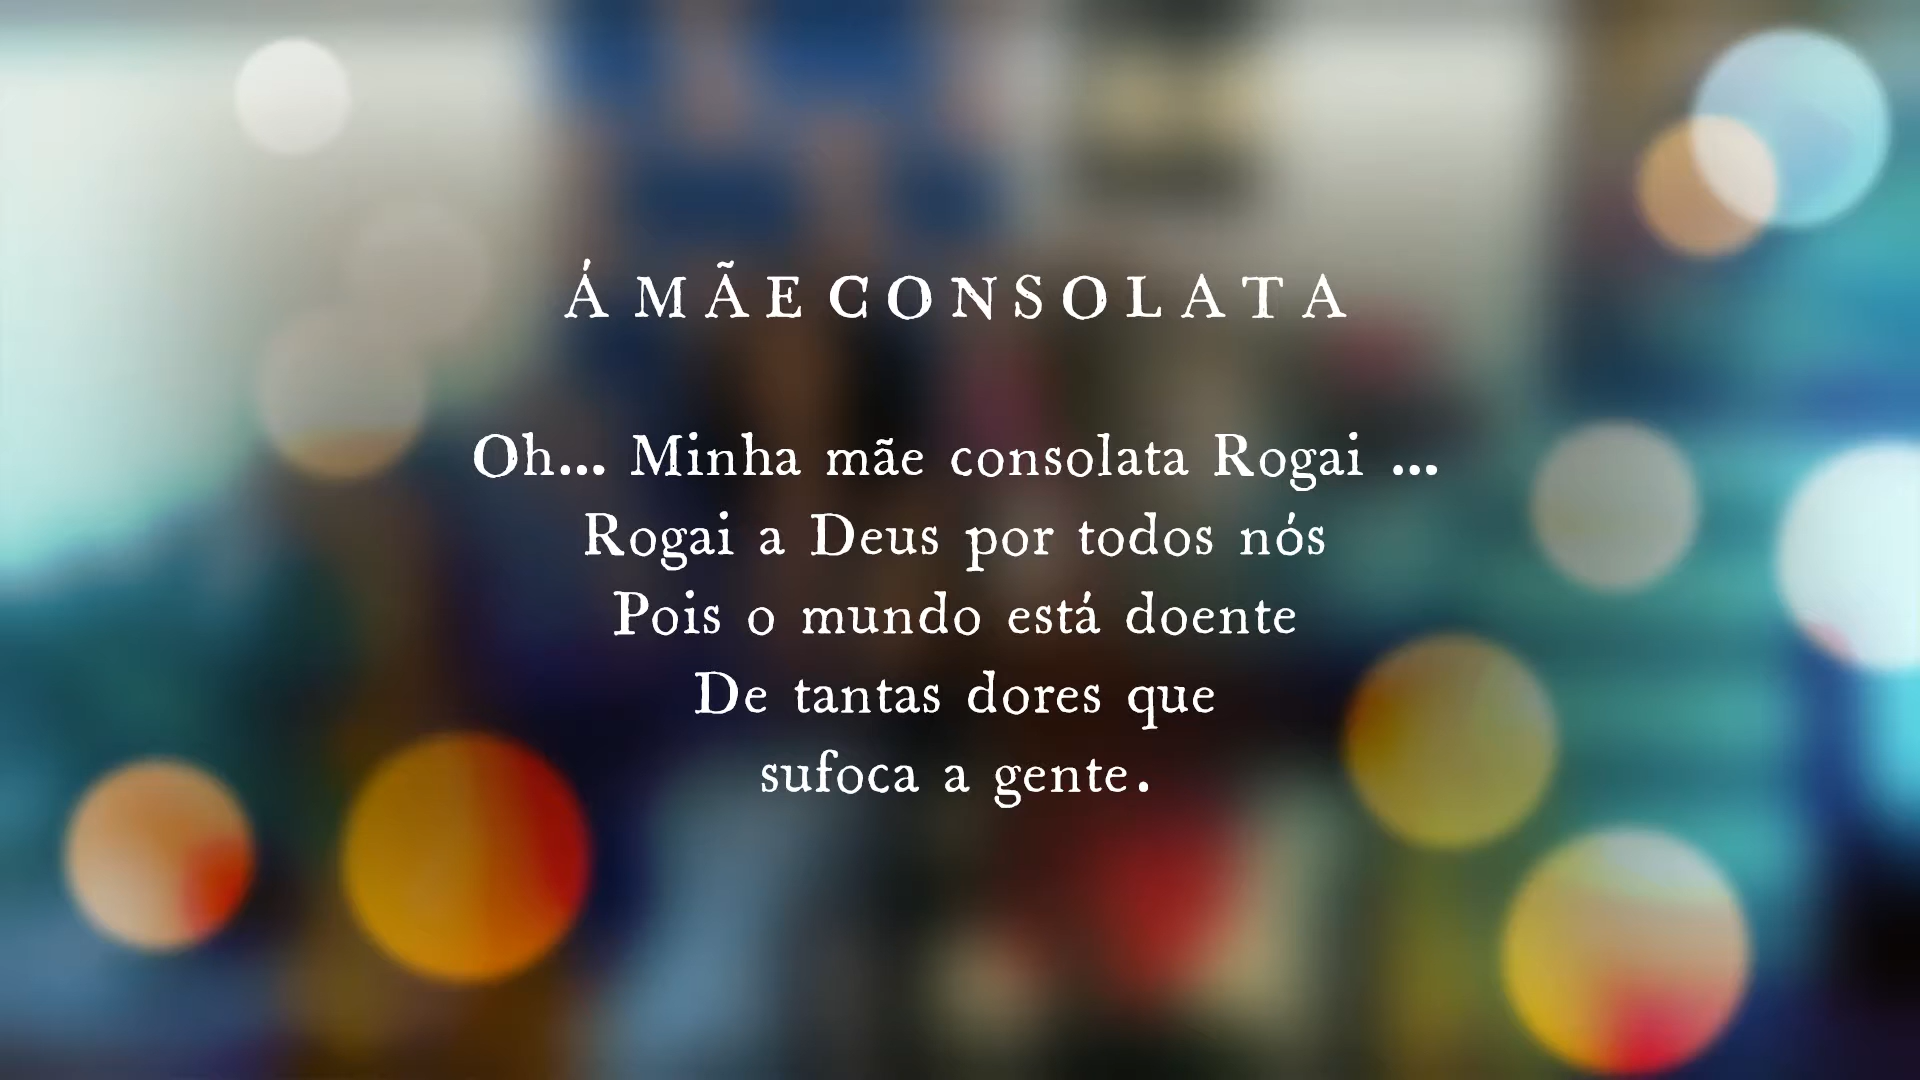 Á MÃE CONSOLATA
Oh... Minha mãe consolata Rogai ...
Rogai a Deus por todos nós
Pois o mundo está doente
De tantas dores que
sufoca a gente.